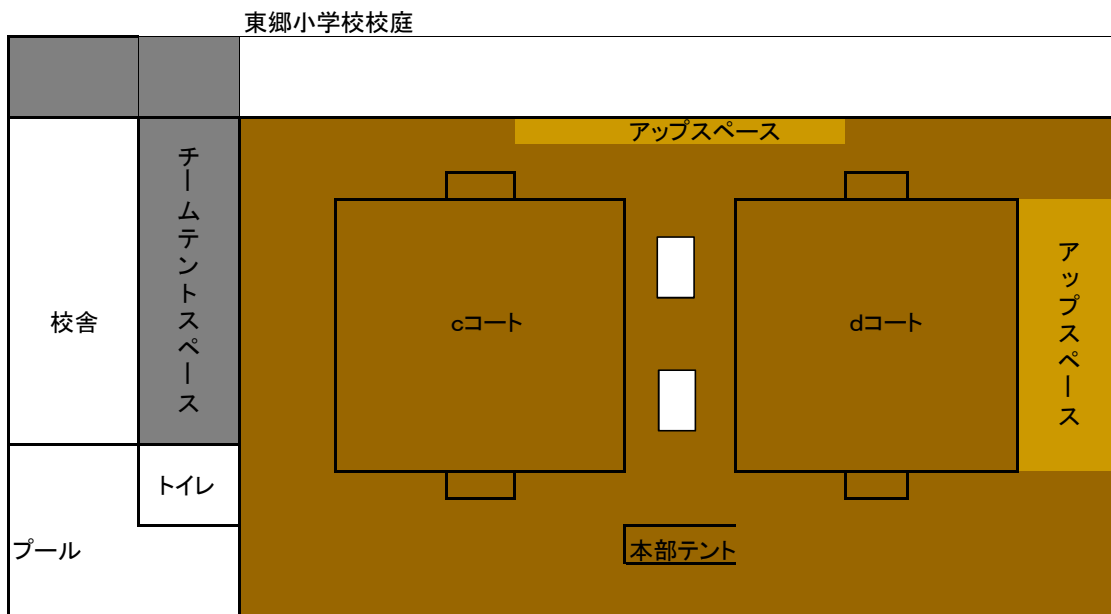 東郷小学校校庭
アップスペース
チームテントスペース
アップスペース
校舎
cコート
dコート
トイレ
プール
本部テント